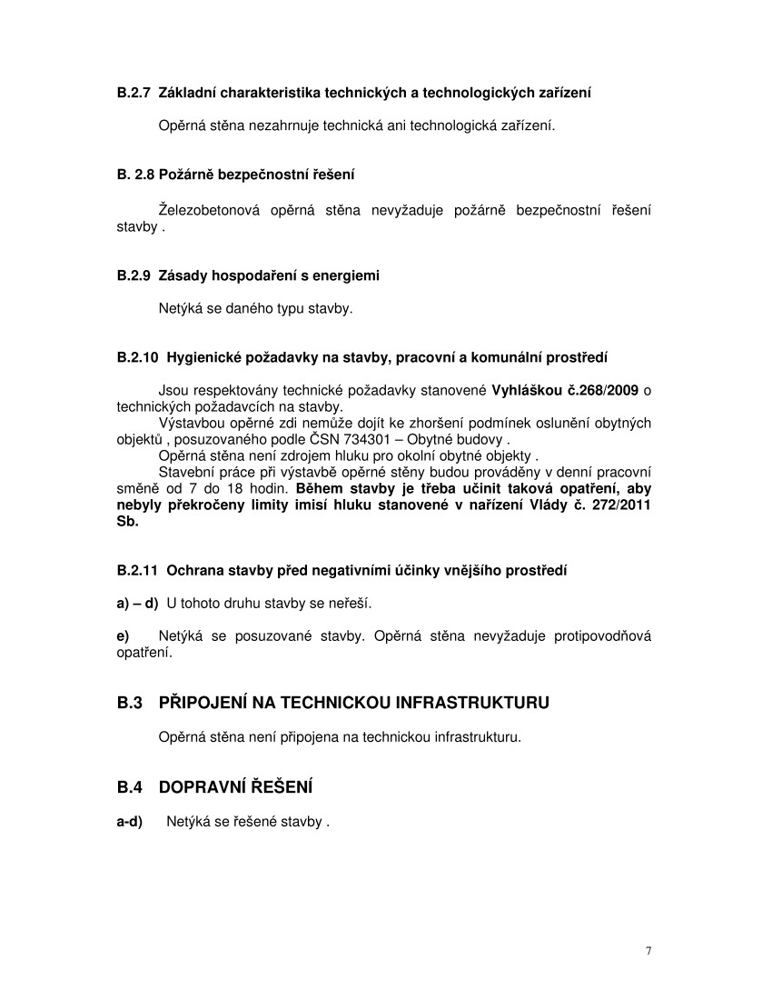 B.2.7 Základní charakteristika technických a technologických zařízení
Opěrná stěna nezahrnuje technická ani technologická zařízení.
B. 2.8 Požárně bezpečnostní řešení
Železobetonová opěrná stěna nevyžaduje požárně bezpečnostní řešení
stavby .
B.2.9 Zásady hospodaření s energiemi
Netýká se daného typu stavby.
B.2.10 Hygienické požadavky na stavby, pracovní a komunální prostředí
Jsou respektovány technické požadavky stanovené Vyhláškou č.268/2009 o
technických požadavcích na stavby.
Výstavbou opěrné zdi nemůže dojít ke zhoršení podmínek oslunění obytných
objektů , posuzovaného podle ČSN 734301 – Obytné budovy .
Opěrná stěna není zdrojem hluku pro okolní obytné objekty .
Stavební práce při výstavbě opěrné stěny budou prováděny v denní pracovní
směně od 7 do 18 hodin. Během stavby je třeba učinit taková opatření, aby
nebyly překročeny limity imisí hluku stanovené v nařízení Vlády č. 272/2011
Sb.
B.2.11 Ochrana stavby před negativními účinky vnějšího prostředí
a) – d) U tohoto druhu stavby se neřeší.
e) Netýká se posuzované stavby. Opěrná stěna nevyžaduje protipovodňová
opatření.
B.3 PŘIPOJENÍ NA TECHNICKOU INFRASTRUKTURU
Opěrná stěna není připojena na technickou infrastrukturu.
B.4 DOPRAVNÍ ŘEŠENÍ
a-d) Netýká se řešené stavby .
7